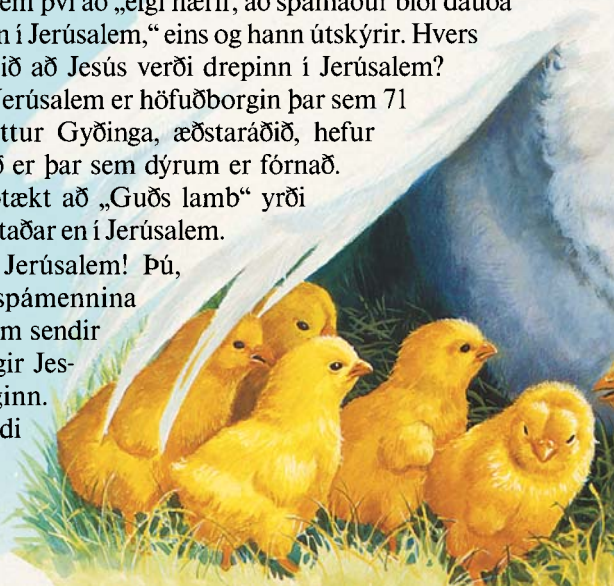 því að „eigi hæfir, að spámaður bíði dauða
í Jerúsalem,“ eins og hann útskýrir. Hvers
ið að Jesús verði drepinn í Jerúsalem?
Jerúsalem er höfuðborgin þar sem 71
ttur Gyðinga, æðstaráðið, hefur
er þar sem dýrum er fórnað.
tækt að „Guðs lamb“ yrði
taðar en í Jerúsalem.
Jerúsalem! Þú,
spámennina
m sendir
gir Jes-
ginn.
di